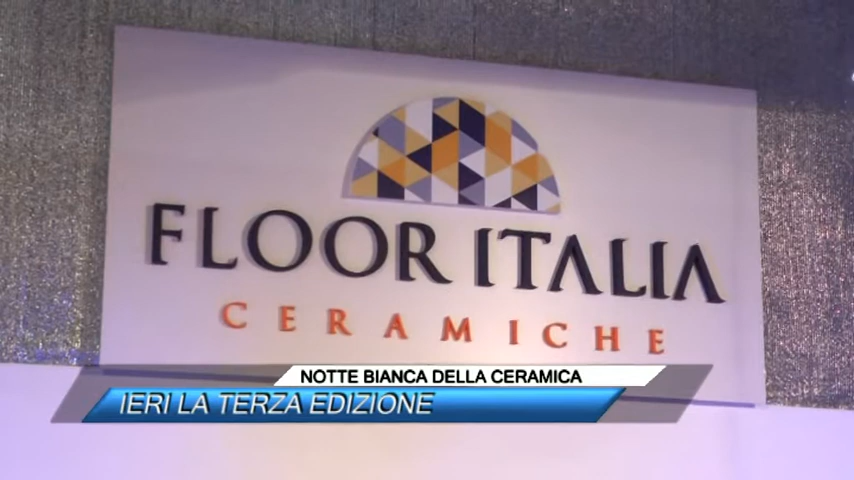 FLOOR ITALIA
CERAMICHE
NOTTE BIANCA DELLA CERAMICA
IERI LA TERZA EDIZIONE